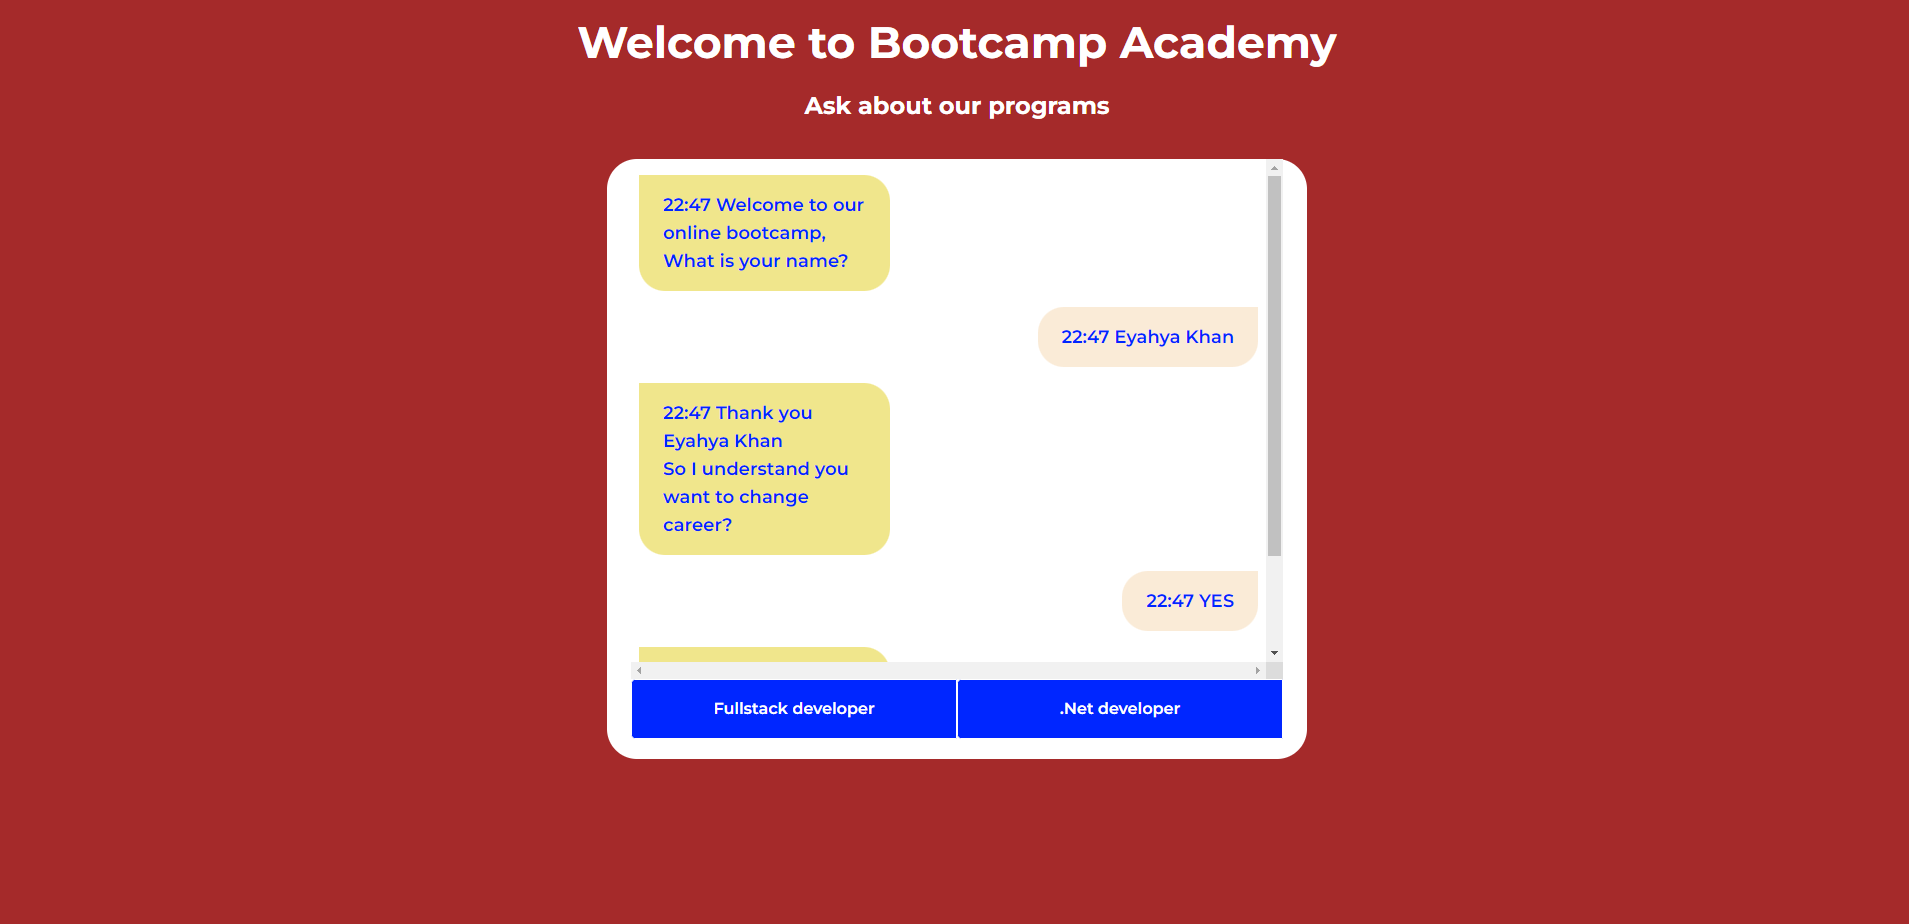 Welcome to Bootcamp Academy
Ask about our programs
22:47 Welcome to our
online bootcamp,
What is your name?
22:47 Eyahya Khan
22:47 Thank you
Eyahya Khan
So I understand you
want to change
career?
22:47 YES
Fullstack developer
.Net developer